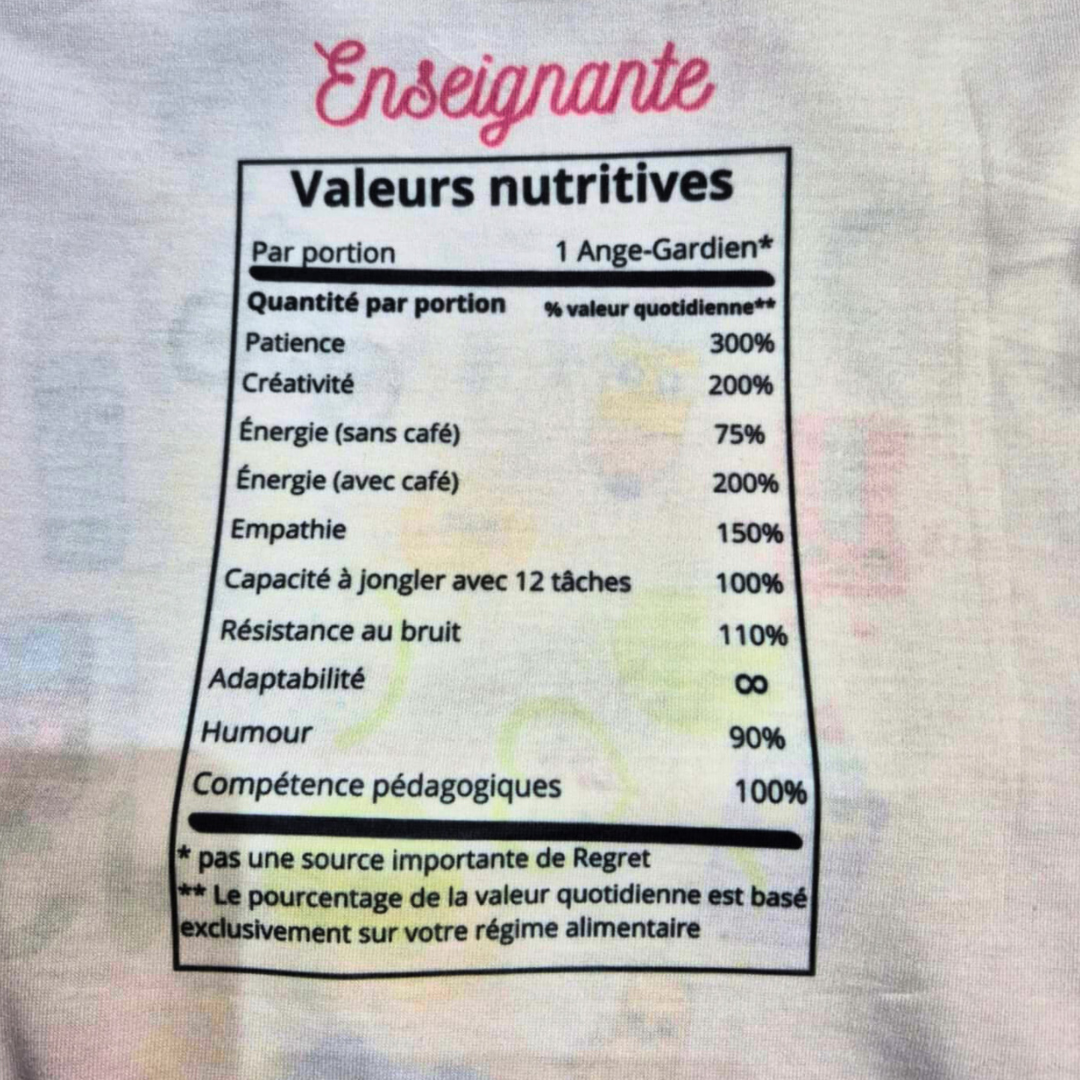 Enseignante
Valeurs nutritives
Par portion 1 Ange-Gardien*
Quantité par portion % valeur quotidienne**
Patience 300%
Créativité 200%
Énergie (sans café) 75%
Énergie (avec café) 200%
Empathie 150%
Capacité à jongler avec 12 tâches 100%
Résistance au bruit 110%
Adaptabilité ∞
Humour 90%
Compétence pédagogiques 100%
* pas une source importante de Regret
** Le pourcentage de la valeur quotidienne est basé
exclusivement sur votre régime alimentaire